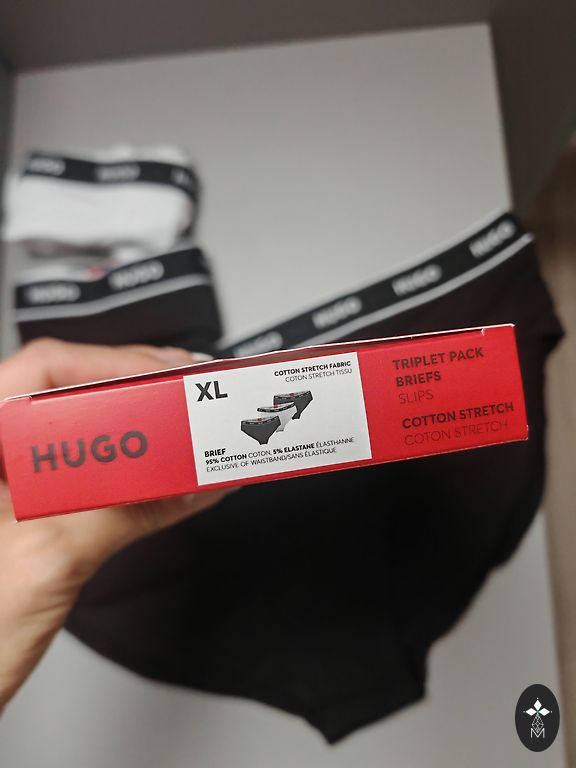 HUGO
HUGO
HUGO
HUGO
HUGO
HUGO
HUGO
HUGO
XL
COTTON STRETCH FABRIC
COTON STRETCH TISSU
BRIEF
95% COTTON COTON, 5% ELASTANE ÉLASTHANNE
EXCLUSIVE OF WAISTBAND/SANS ÉLASTIQUE
TRIPLET PACK
BRIEFS
SLIPS
COTTON STRETCH
COTON STRETCH
M